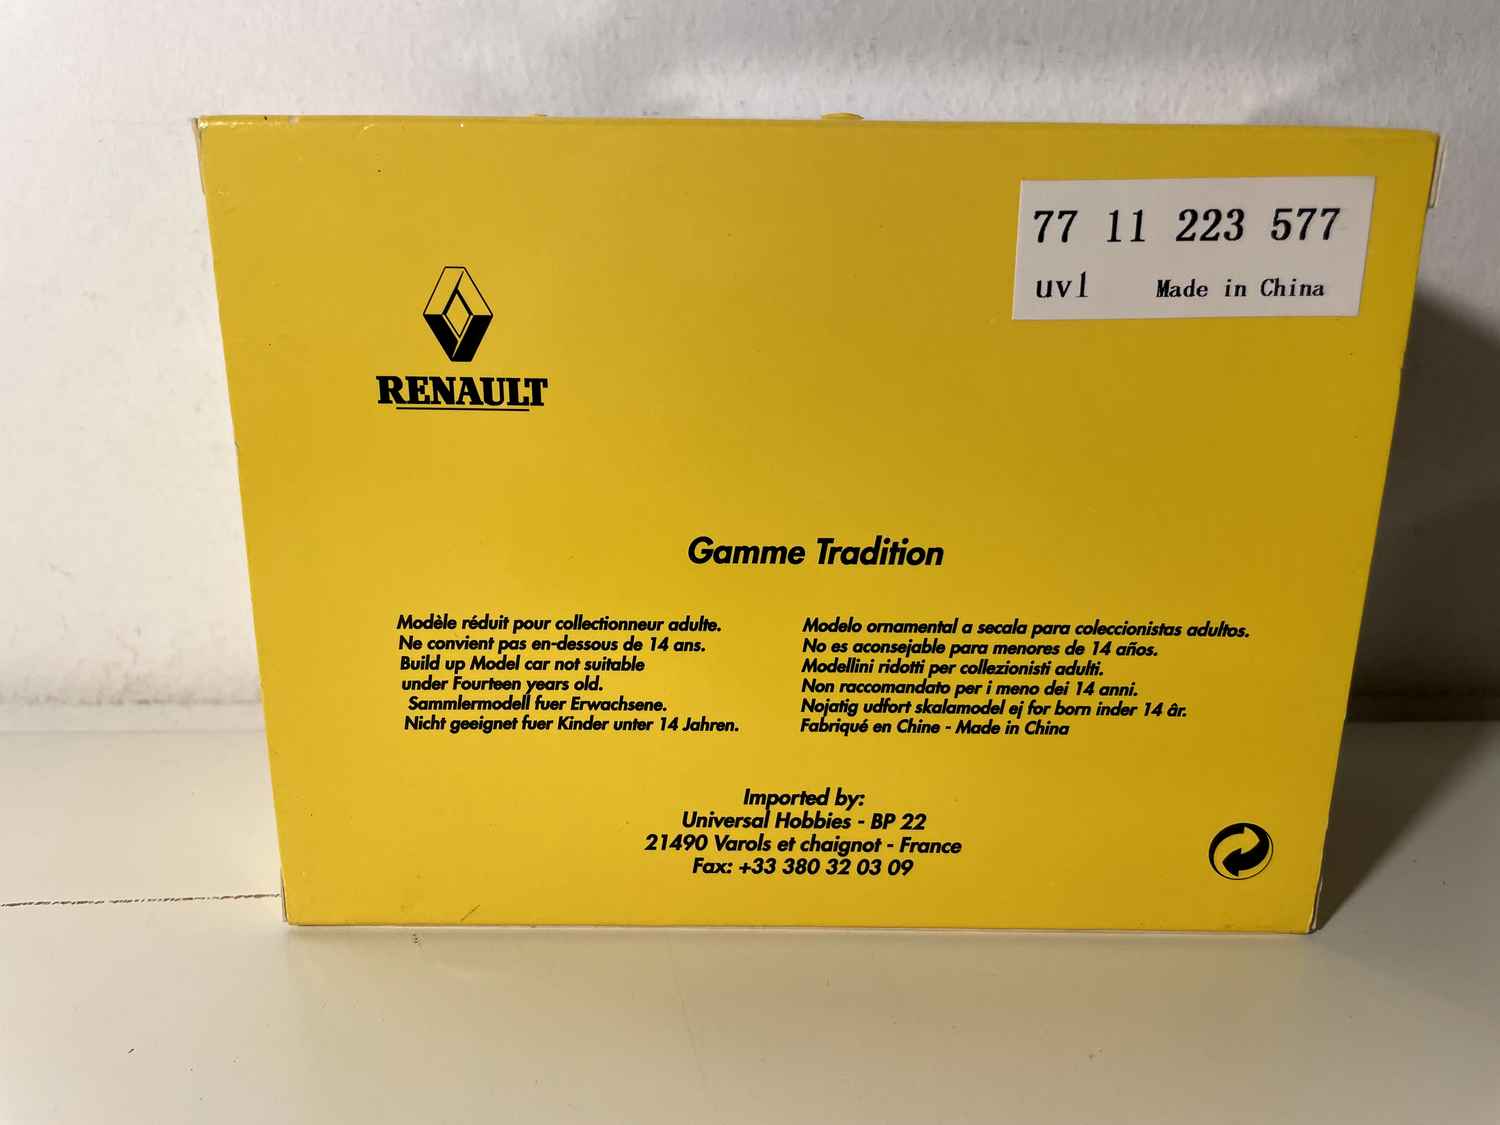 77 11 223 577
uv1 Made in China
RENAULT
Gamme Tradition
Modèle réduit pour collectionneur adulte.
Ne convient pas en-dessous de 14 ans.
Build up Model car not suitable
under Fourteen years old.
Sammlermodell fuer Erwachsene.
Nicht geeignet fuer Kinder unter 14 Jahren.
Modelo ornamental a secala para coleccionistas adultos.
No es aconsejable para menores de 14 años.
Modellini ridotti per collezionisti adulti.
Non raccomandato per i meno dei 14 anni.
Nojatig udfort skalamodel ej for born inder 14 âr.
Fabriqué en Chine - Made in China
Imported by:
Universal Hobbies - BP 22
21490 Varols et chaignot - France
Fax: +33 380 32 03 09